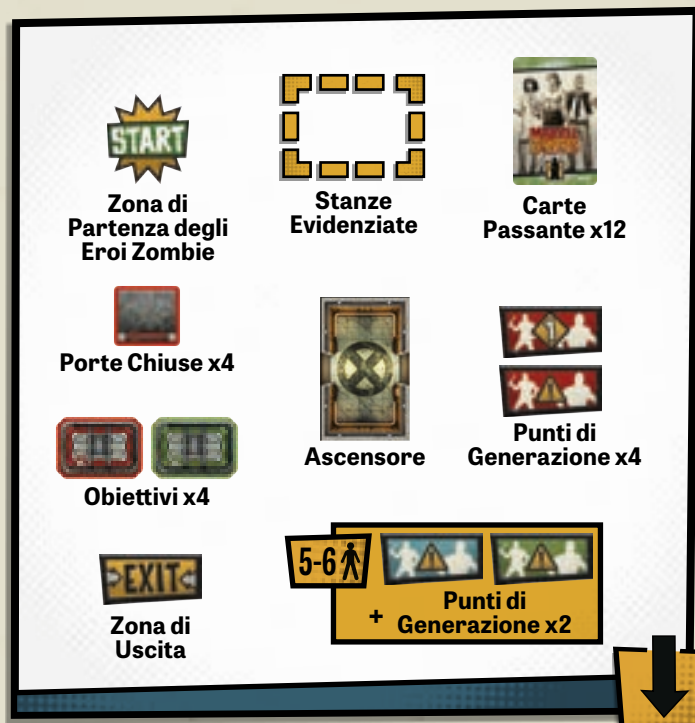 START
Zona di
Partenza degli
Eroi Zombie
Stanze
Evidenziate
Carte
Passante x12
Porte Chiuse x4
Ascensore
1
Punti di
Generazione x4
Obiettivi x4
EXIT
Zona di
Uscita
5-6
+ Punti di
Generazione x2